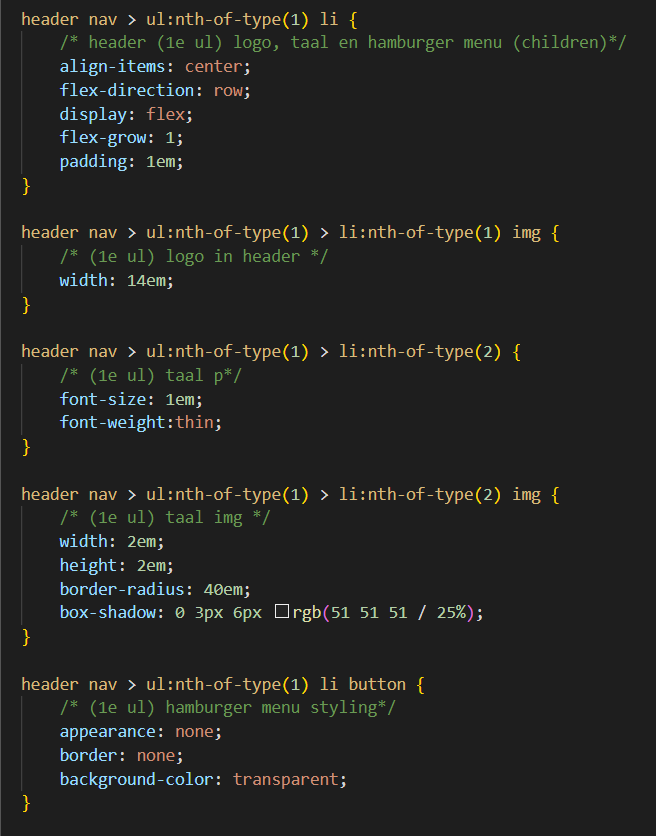 header nav > ul:nth-of-type(1) li {
/* header (1e ul) logo, taal en hamburger menu (children)*/
align-items: center;
flex-direction: row;
display: flex;
flex-grow: 1;
padding: 1em;
}
header nav > ul:nth-of-type(1) > li:nth-of-type(1) img {
/* (1e ul) logo in header */
width: 14em;
}
header nav > ul:nth-of-type(1) > li:nth-of-type(2) {
/* (1e ul) taal p*/
font-size: 1em;
font-weight:thin;
}
header nav > ul:nth-of-type(1) > li:nth-of-type(2) img {
/* (1e ul) taal img */
width: 2em;
height: 2em;
border-radius: 40em;
box-shadow: 0 3px 6px rgb(51 51 51 / 25%);
}
header nav > ul:nth-of-type(1) li button {
/* (1e ul) hamburger menu styling*/
appearance: none;
border: none;
background-color: transparent;
}